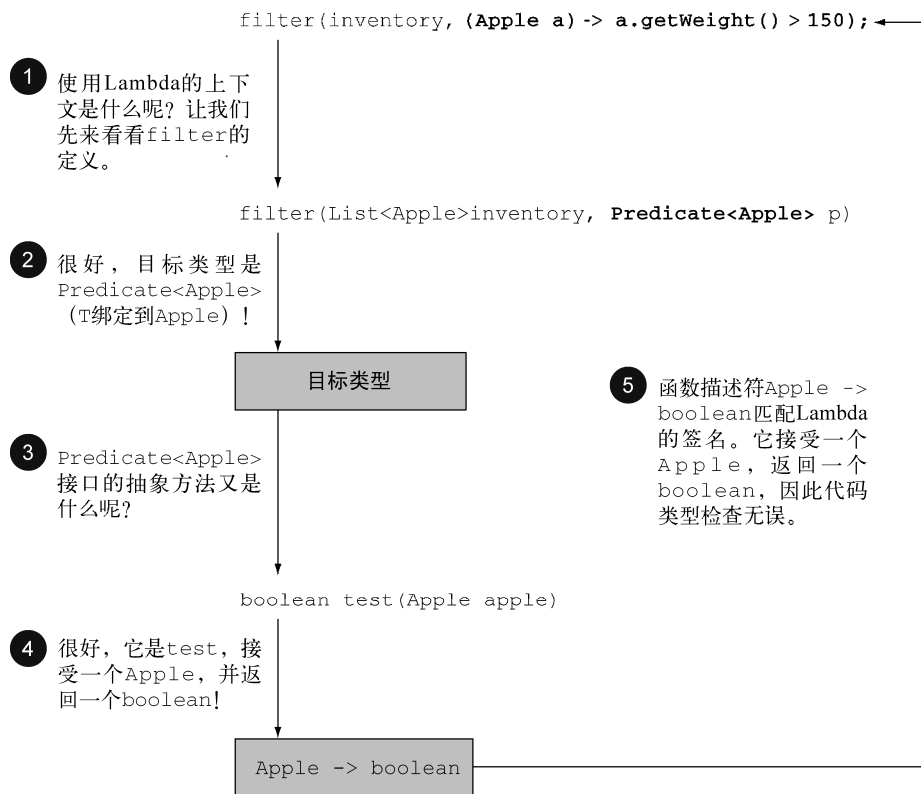 filter(inventory, (Apple a) -> a.getWeight() > 150);
1
使用Lambda的上下
文是什么呢？让我们
先来看看filter的
定义。
filter(List<Apple>inventory, Predicate<Apple> p)
2
很好，目标类型是
Predicate<Apple>
（T绑定到Apple）！
目标类型
3
Predicate<Apple>
接口的抽象方法又是
什么呢？
5
函数描述符Apple ->
boolean匹配Lambda
的签名。它接受一个
Apple，返回一个
boolean，因此代码
类型检查无误。
boolean test(Apple apple)
4
很好，它是test，接
受一个Apple，并返
回一个boolean！
Apple -> boolean